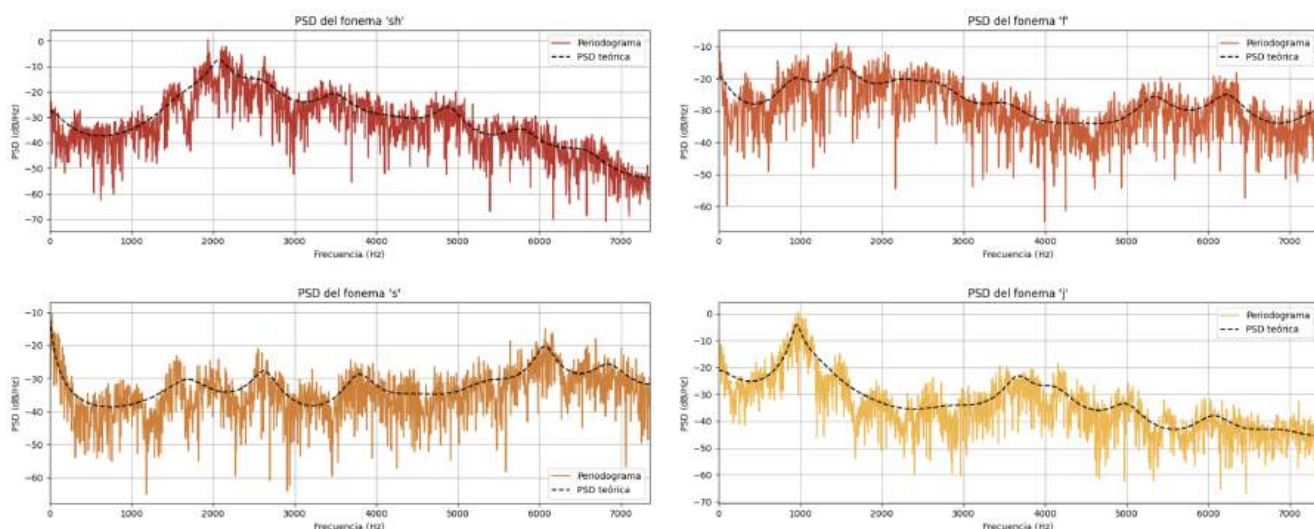 PSD del fonema 'sh'
PSD (dB/Hz)
0
−10
−20
−30
−40
−50
−60
−70
Periodograma
PSD teórica
0 1000 2000 3000 4000 5000 6000 7000
Frecuencia (Hz)
PSD del fonema 'f'
PSD (dB/Hz)
−10
−20
−30
−40
−50
−60
Periodograma
PSD teórica
0 1000 2000 3000 4000 5000 6000 7000
Frecuencia (Hz)
PSD del fonema 's'
PSD (dB/Hz)
−10
−20
−30
−40
−50
−60
Periodograma
PSD teórica
0 1000 2000 3000 4000 5000 6000 7000
Frecuencia (Hz)
PSD del fonema 'j'
PSD (dB/Hz)
0
−10
−20
−30
−40
−50
−60
−70
Periodograma
PSD teórica
0 1000 2000 3000 4000 5000 6000 7000
Frecuencia (Hz)